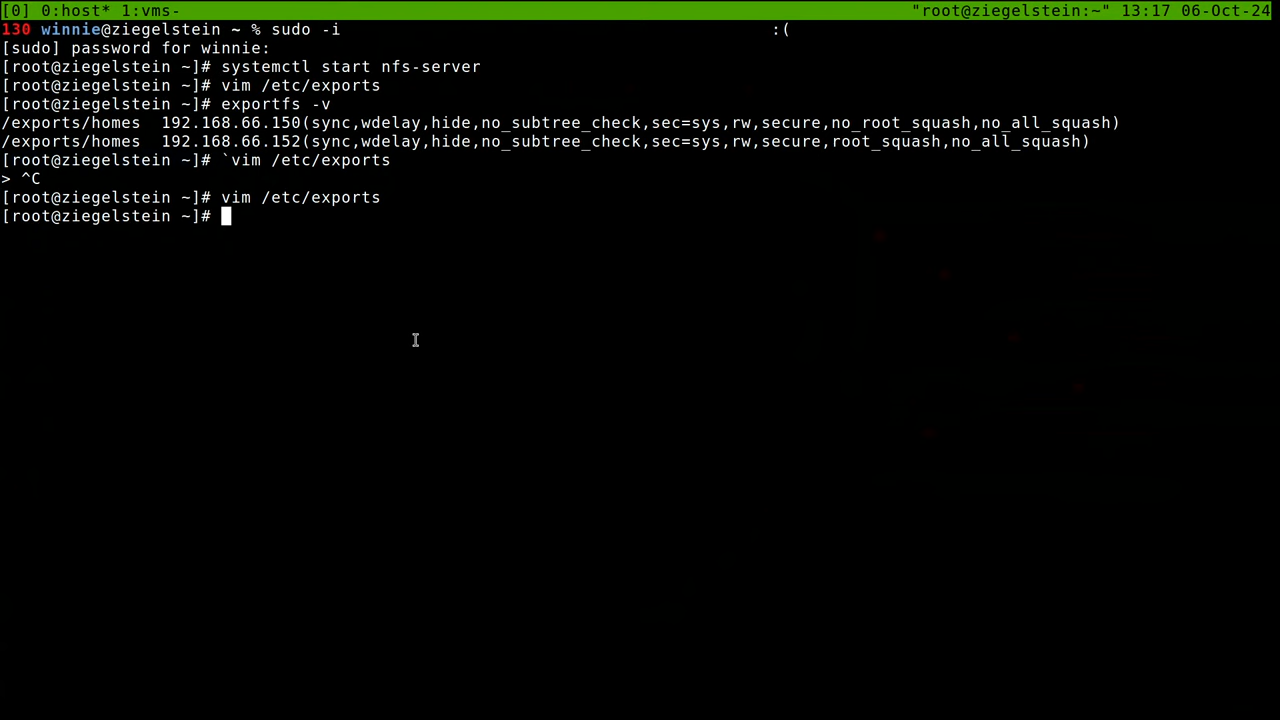 [0] 0:host* 1:vms- "root@ziegelstein:~" 13:17 06-Oct-24
130 winnie@ziegelstein ~ % sudo -i :(
[sudo] password for winnie:
[root@ziegelstein ~]# systemctl start nfs-server
[root@ziegelstein ~]# vim /etc/exports
[root@ziegelstein ~]# exportfs -v
/exports/homes  192.168.66.150(sync,wdelay,hide,no_subtree_check,sec=sys,rw,secure,no_root_squash,no_all_squash)
/exports/homes  192.168.66.152(sync,wdelay,hide,no_subtree_check,sec=sys,rw,secure,root_squash,no_all_squash)
[root@ziegelstein ~]# `vim /etc/exports
> ^C
[root@ziegelstein ~]# vim /etc/exports
[root@ziegelstein ~]#